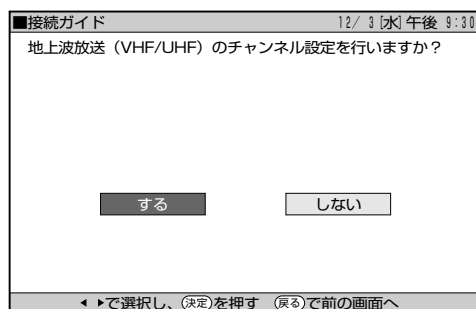 ■接続ガイド 12/ 3[水]午後 9:30
地上波放送（VHF/UHF）のチャンネル設定を行いますか？
する しない
◀ ▶で選択し、決定を押す 戻るで前の画面へ